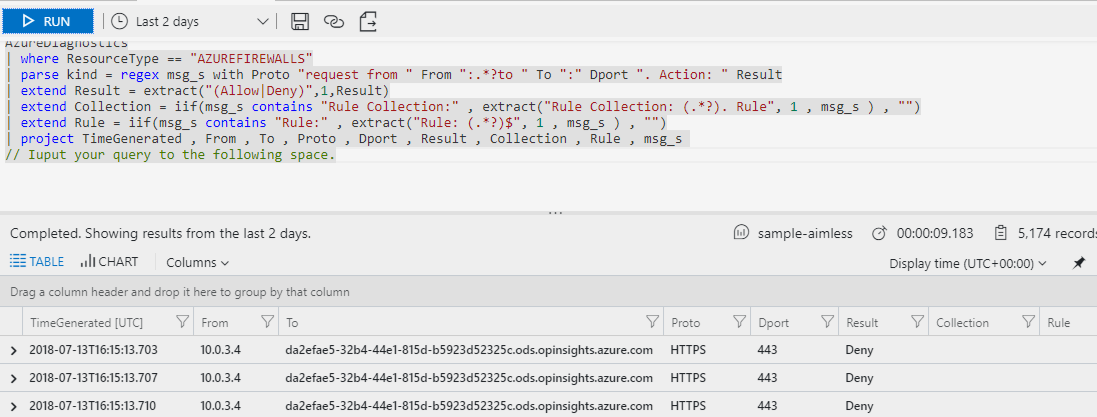 RUN Last 2 days
AzureDiagnostics
| where ResourceType == "AZUREFIREWALLS"
| parse kind = regex msg_s with Proto "request from " From ":.*?to " To ":" Dport ". Action: " Result
| extend Result = extract("(Allow|Deny)",1,Result)
| extend Collection = iif(msg_s contains "Rule Collection:" , extract("Rule Collection: (.*?). Rule", 1 , msg_s ) , "")
| extend Rule = iif(msg_s contains "Rule:" , extract("Rule: (.*?)$", 1 , msg_s ) , "")
| project TimeGenerated , From , To , Proto , Dport , Result , Collection , Rule , msg_s
// Iuput your query to the following space.
Completed. Showing results from the last 2 days. sample-aimless 00:00:09.183 5,174 records
TABLE CHART Columns Display time (UTC+00:00)
Drag a column header and drop it here to group by that column
TimeGenerated [UTC] From To Proto Dport Result Collection Rule
2018-07-13T16:15:13.703 10.0.3.4 da2efae5-32b4-44e1-815d-b5923d52325c.ods.opinsights.azure.com HTTPS 443 Deny
2018-07-13T16:15:13.707 10.0.3.4 da2efae5-32b4-44e1-815d-b5923d52325c.ods.opinsights.azure.com HTTPS 443 Deny
2018-07-13T16:15:13.710 10.0.3.4 da2efae5-32b4-44e1-815d-b5923d52325c.ods.opinsights.azure.com HTTPS 443 Deny